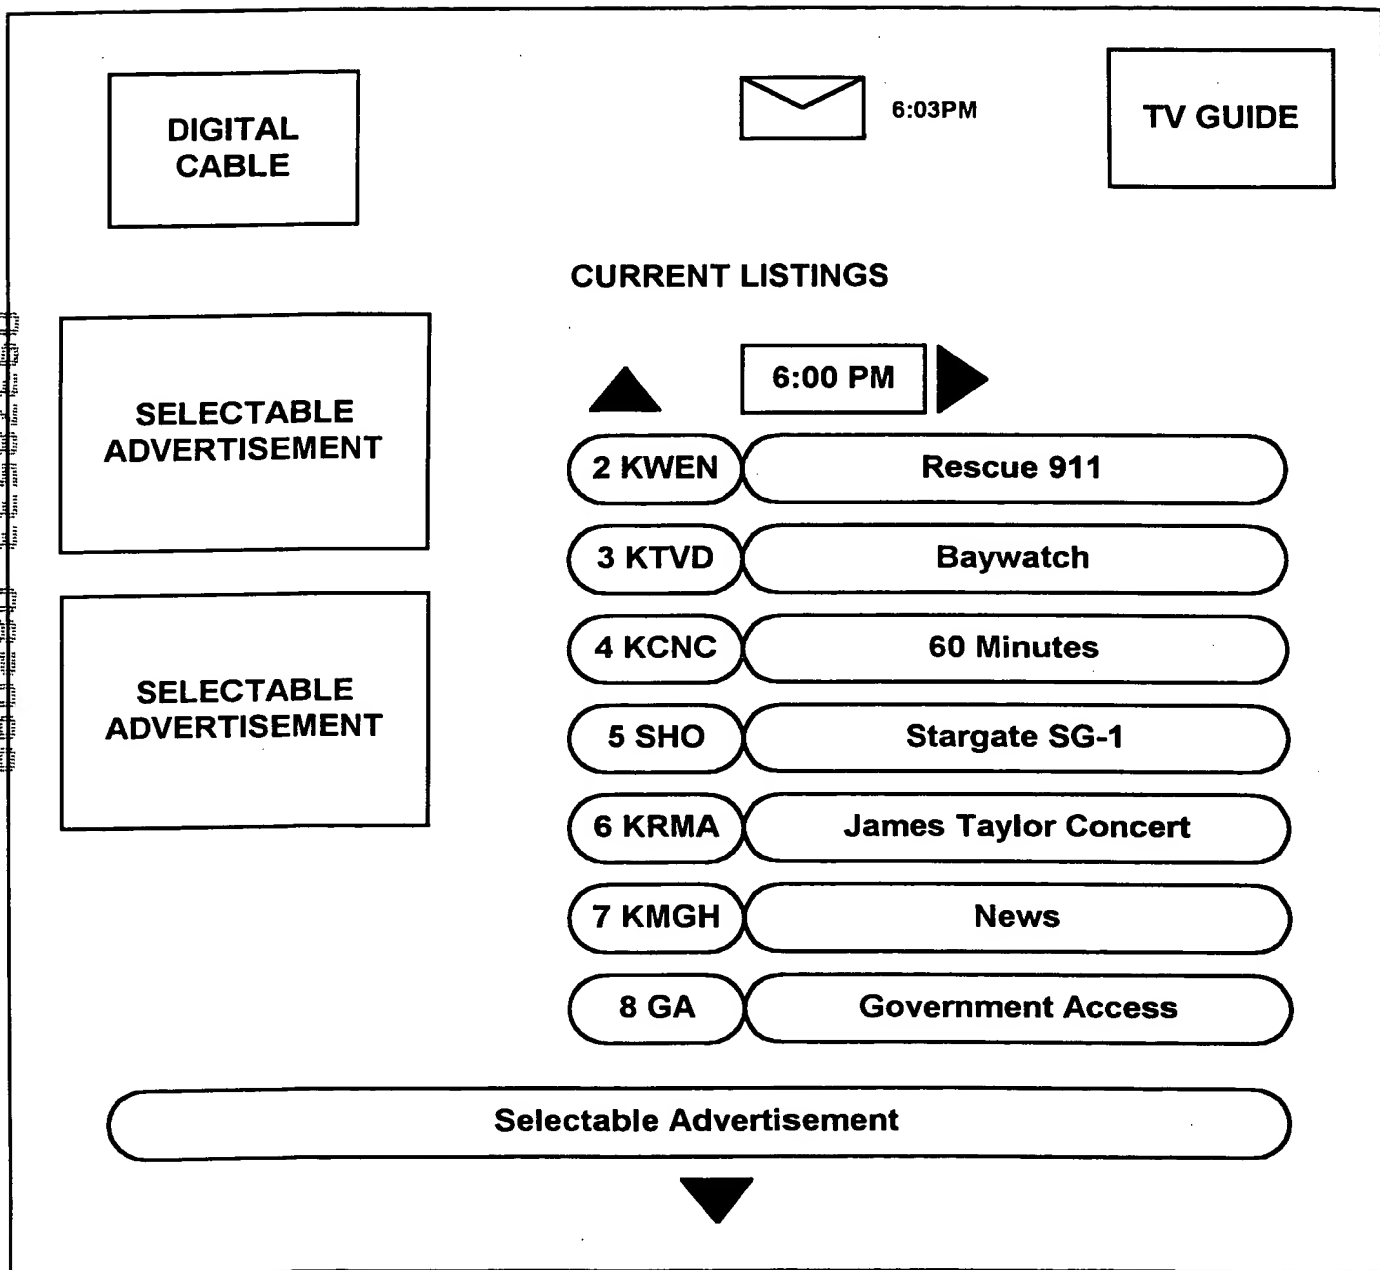 DIGITAL
CABLE
6:03PM
TV GUIDE
CURRENT LISTINGS
SELECTABLE
ADVERTISEMENT
SELECTABLE
ADVERTISEMENT
6:00 PM
2 KWEN Rescue 911
3 KTVD Baywatch
4 KCNC 60 Minutes
5 SHO Stargate SG-1
6 KRMA James Taylor Concert
7 KMGH News
8 GA Government Access
Selectable Advertisement